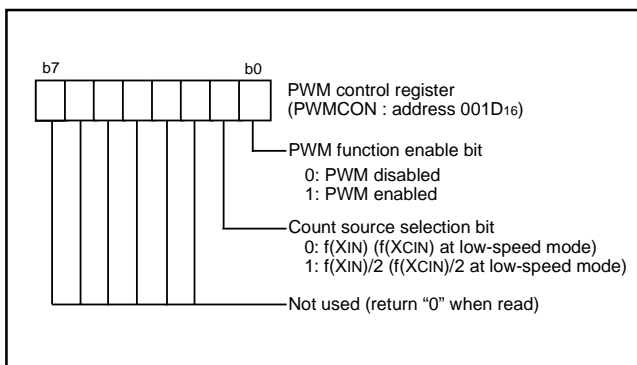 b7 b0
PWM control register
(PWMCON : address 001D16)
PWM function enable bit
0: PWM disabled
1: PWM enabled
Count source selection bit
0: f(XIN) (f(XCIN) at low-speed mode)
1: f(XIN)/2 (f(XCIN)/2 at low-speed mode)
Not used (return “0” when read)